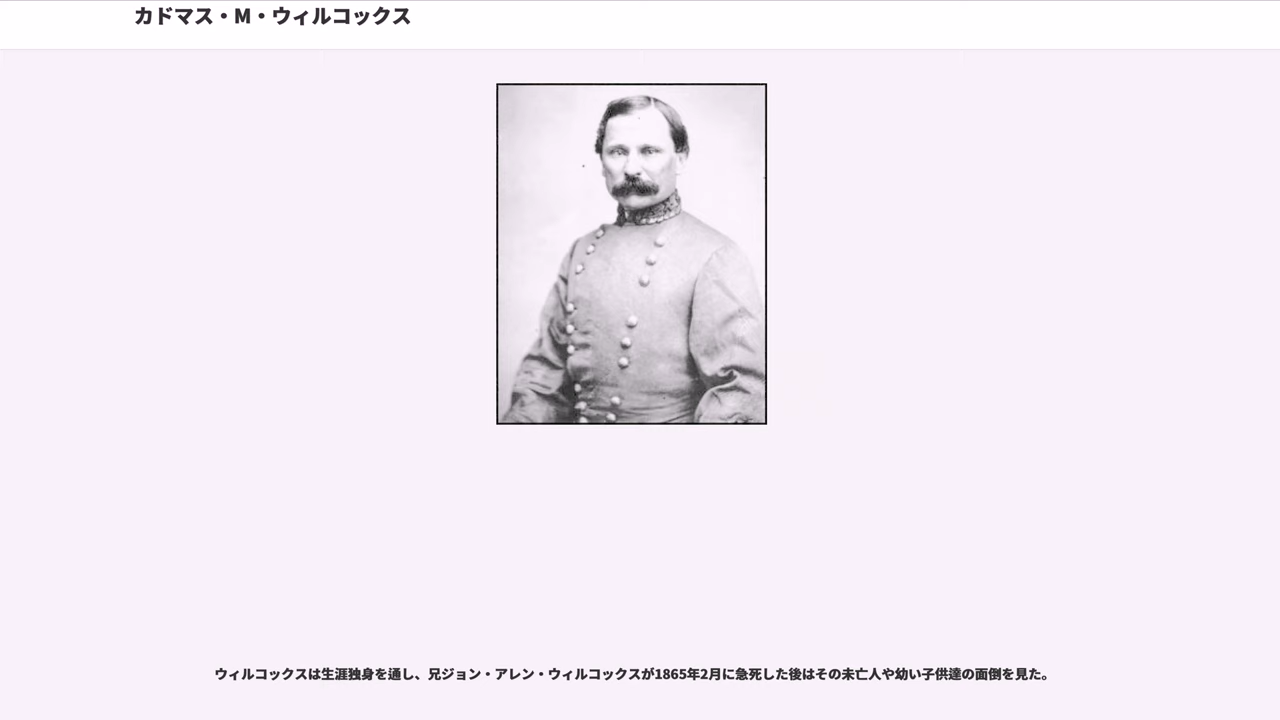 カドマス・M・ウィルコックス
ウィルコックスは生涯独身を通し、兄ジョン・アレン・ウィルコックスが1865年2月に急死した後はその未亡人や幼い子供達の面倒を見た。